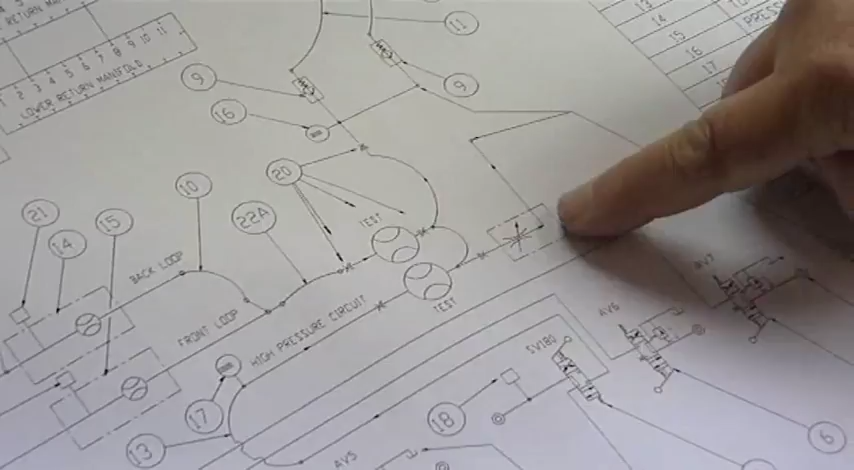 RETURN MANIFOLD
1 2 3 4 5 6 7 8 9 10 11
LOWER RETURN MANIFOLD
11
13
14
15
16
17
PRESS
9
9
16
20
10
22A
21
14
15
TEST
BACK LOOP
FRONT LOOP
HIGH PRESSURE CIRCUIT
TEST
AV7
AV6
SV180
17
18
13
AV5
6